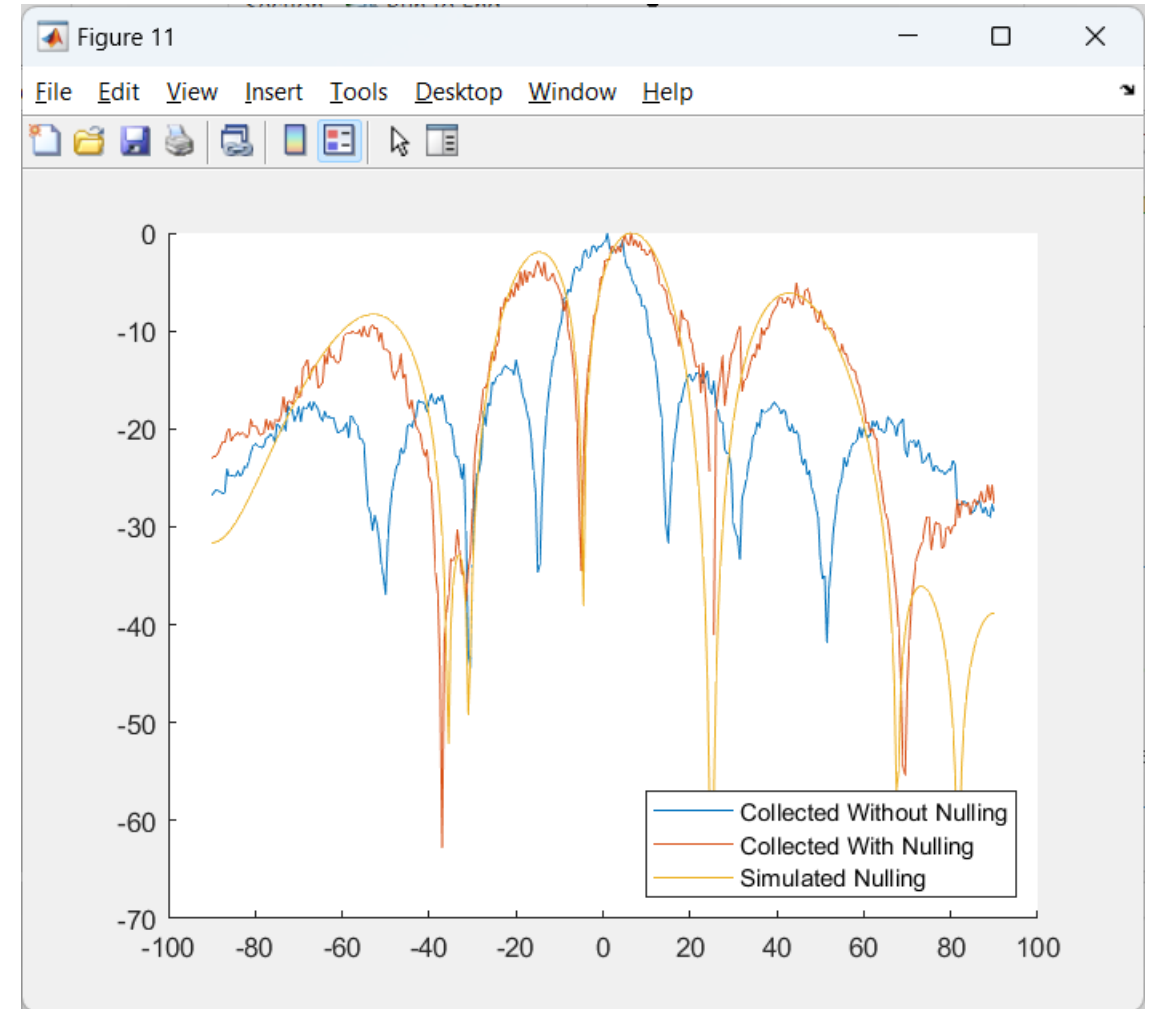 Figure 11
File Edit View Insert Tools Desktop Window Help
0
-10
-20
-30
-40
-50
-60
-70
Collected Without Nulling
Collected With Nulling
Simulated Nulling
-100 -80 -60 -40 -20 0 20 40 60 80 100